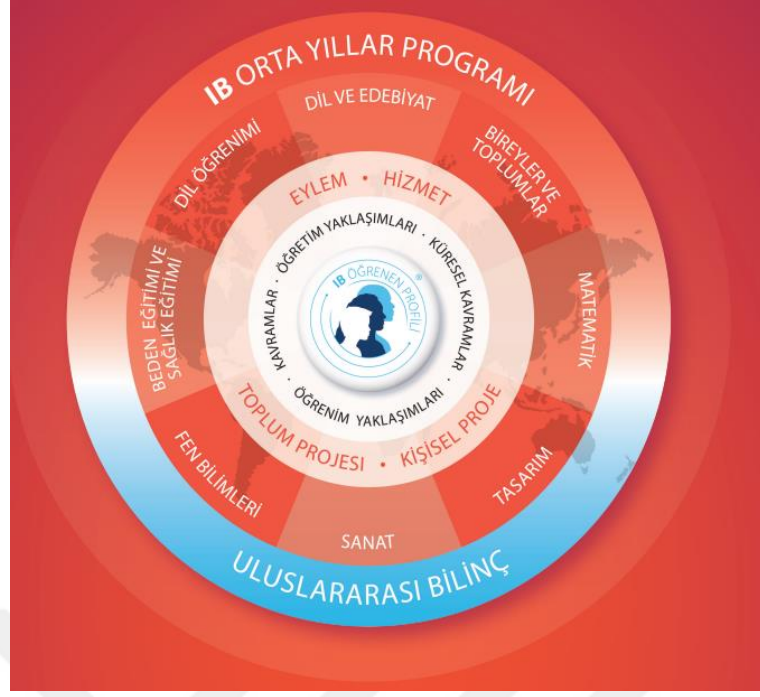 IB ORTA YILLAR PROGRAMI
DİL VE EDEBİYAT
BİREYLER VE
TOPLUMLAR
MATEMATİK
TASARIM
SANAT
FEN BİLİMLERİ
BEDEN EĞİTİMİ VE
SAĞLIK EĞİTİMİ
DİL ÖĞRENİMİ
EYLEM • HİZMET
TOPLUM PROJESI • KİŞİSEL PROJE
KAVRAMLAR · ÖĞRETİM YAKLAŞIMLARI · KÜRESEL KAVRAMLAR ·
ÖĞRENİM YAKLAŞIMLARI ·
IB ÖĞRENEN PROFİLİ ®
ULUSLARARASI BİLİNÇ